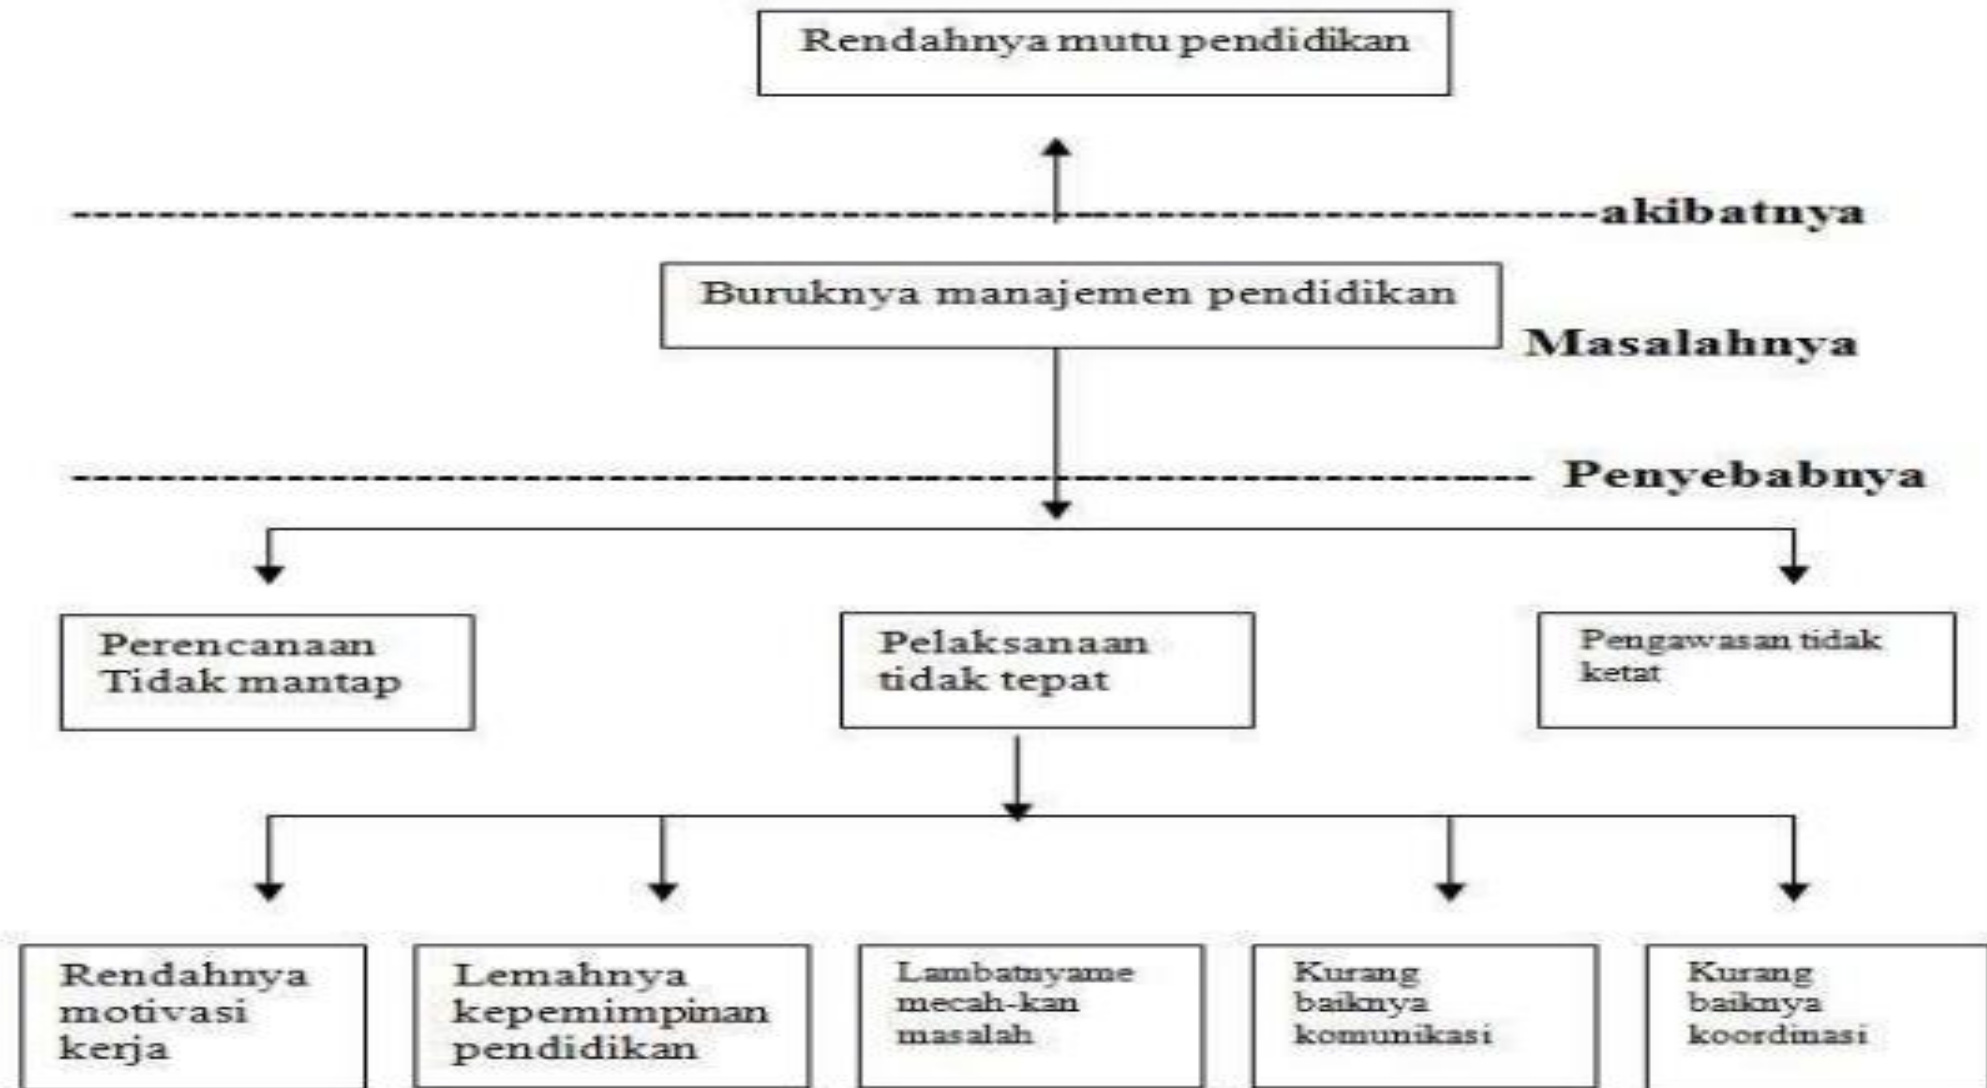 Rendahnya mutu pendidikan
akibatnya
Buruknya manajemen pendidikan
Masalahnya
Penyebabnya
Perencanaan
Tidak mantap
Pelaksanaan
tidak tepat
Pengawasan tidak
ketat
Rendahnya
motivasi
kerja
Lemahnya
kepemimpinan
pendidikan
Lambatnyame
mecah-kan
masalah
Kurang
baiknya
komunikasi
Kurang
baiknya
koordinasi